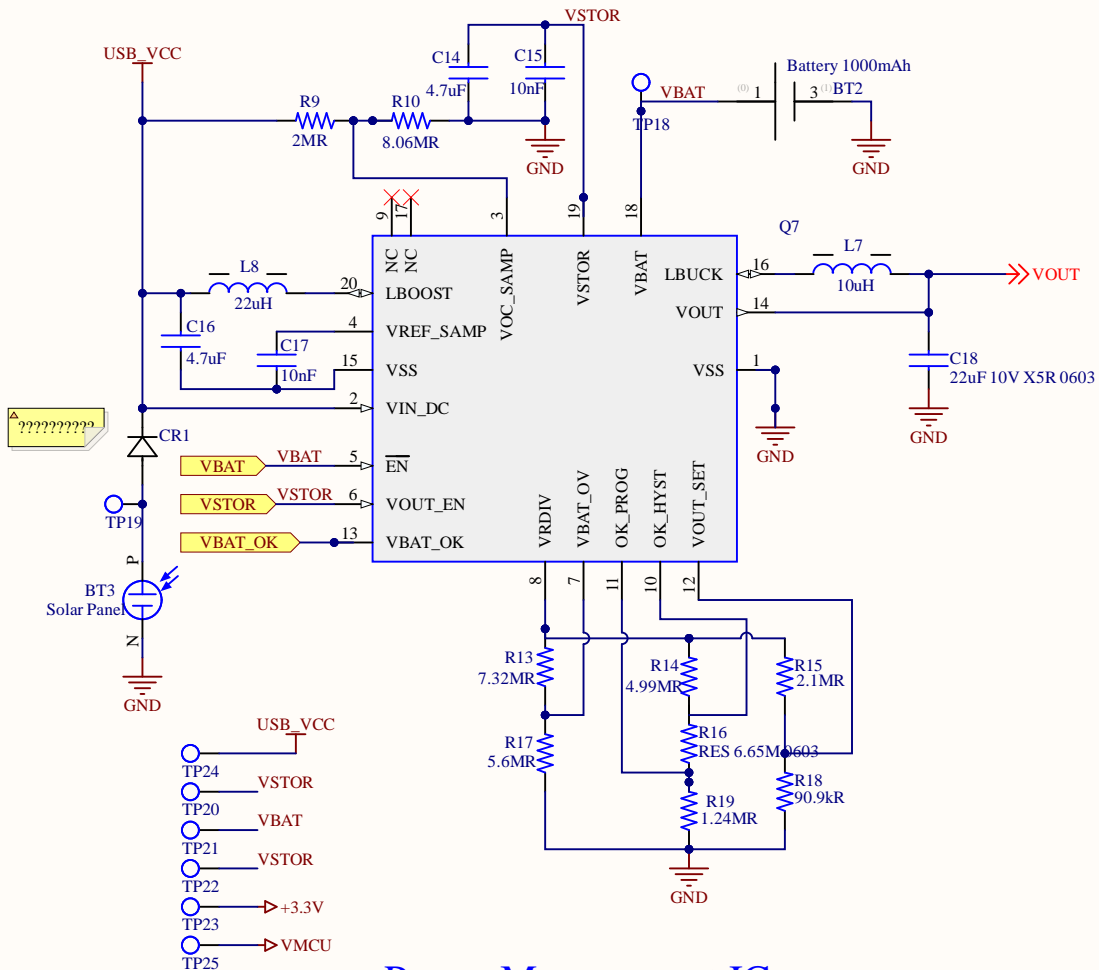 VSTOR
USB_VCC
C14
4.7uF
C15
10nF
Battery 1000mAh
BT2
VBAT
(0)
1
3
(1)
TP18
GND
R9
2MR
R10
8.06MR
GND
9
17
3
19
18
Q7
NC
NC
VOC_SAMP
VSTOR
VBAT
LBUCK
16
L7
10uH
VOUT
L8
22uH
20
LBOOST
VOUT
14
C16
4.7uF
4
VREF_SAMP
C17
10nF
15
VSS
VSS
1
C18
22uF 10V X5R 0603
2
VIN_DC
GND
GND
??????????
CR1
VBAT
VBAT
5
EN
VSTOR
VSTOR
6
VOUT_EN
VBAT_OK
13
VBAT_OK
VRDIV
VBAT_OV
OK_PROG
OK_HYST
VOUT_SET
8
7
11
10
12
TP19
P
BT3
Solar Panel
N
GND
R13
7.32MR
R14
4.99MR
R15
2.1MR
R17
5.6MR
R16
RES 6.65M 0603
R18
90.9kR
R19
1.24MR
GND
USB_VCC
TP24
VSTOR
TP20
VBAT
TP21
VSTOR
TP22
+3.3V
TP23
VMCU
TP25